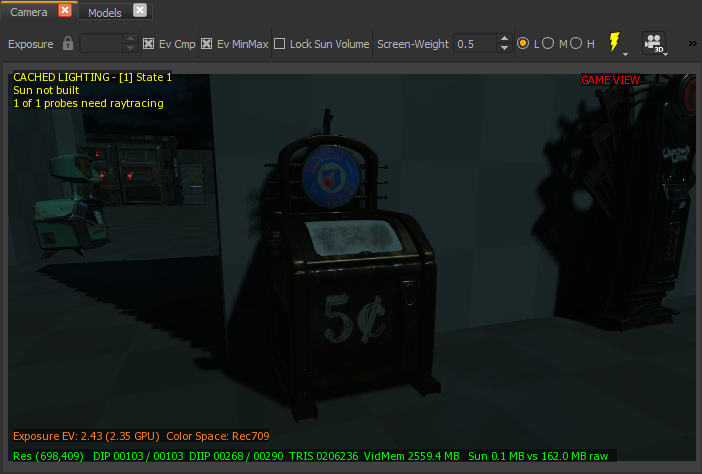 Camera
Models
Exposure
Ev Cmp
Ev MinMax
Lock Sun Volume
Screen-Weight
0.5
L
M
H
3D
»
CACHED LIGHTING - [1] State 1
GAME VIEW
Sun not built
1 of 1 probes need raytracing
WIDOW'S
WINE
5¢
Exposure EV: 2.43 (2.35 GPU) Color Space: Rec709
Res (698,409) DIP 00103 / 00103 DIIP 00268 / 00290 TRIS 0206236 VidMem 2559.4 MB Sun 0.1 MB vs 162.0 MB raw